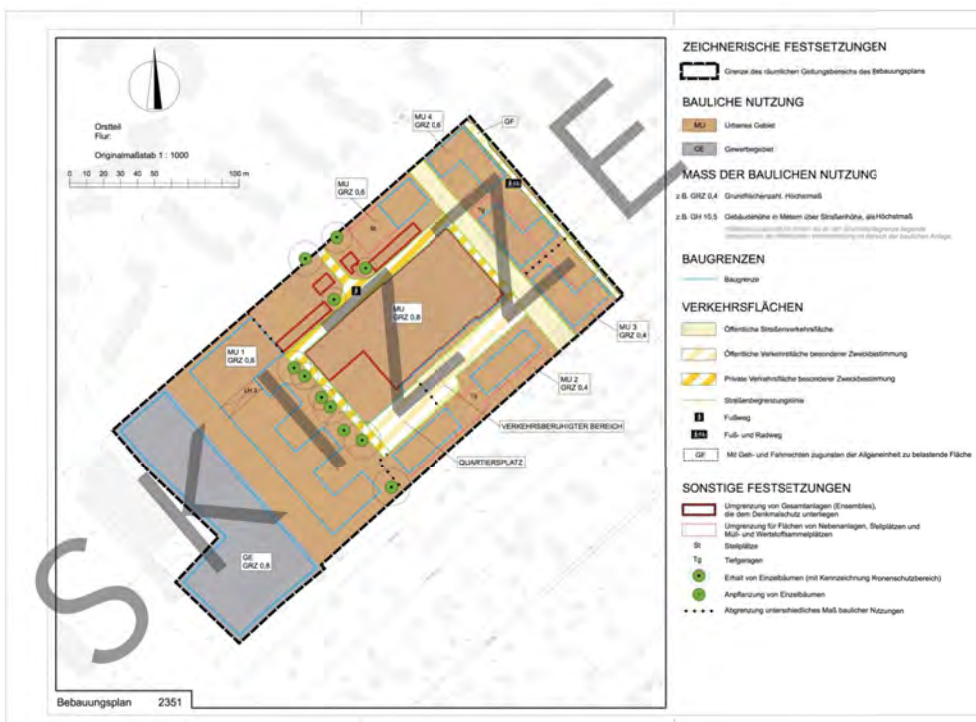 Ortsteil
Flur:
Originalmaßstab 1 : 1000
0 10 20 30 40 50 100 m
MU 4
GRZ 0,6
GF
MU
GRZ 0,6
St
Tg
MU
GRZ 0,8
MU 1
GRZ 0,6
MU 3
GRZ 0,4
MU 2
GRZ 0,4
Tg
VERKEHRSBERUHIGTER BEREICH
QUARTIERSPLATZ
GE
GRZ 0,8
SKIZZE
Bebauungsplan 2351
ZEICHNERISCHE FESTSETZUNGEN
Grenze des räumlichen Geltungsbereichs des Bebauungsplans
BAULICHE NUTZUNG
MU Urbanes Gebiet
GE Gewerbegebiet
MASS DER BAULICHEN NUTZUNG
z.B. GRZ 0,4 Grundflächenzahl, Höchstmaß
z.B. GH 10,5 Gebäudehöhe in Metern über Straßenhöhe, als Höchstmaß
BAUGRENZEN
Baugrenze
VERKEHRSFLÄCHEN
Öffentliche Straßenverkehrsfläche
Öffentliche Verkehrsfläche besonderer Zweckbestimmung
Private Verkehrsfläche besonderer Zweckbestimmung
Straßenbegrenzungslinie
Fußweg
Fuß- und Radweg
GF Mit Geh- und Fahrrechten zugunsten der Allgemeinheit zu belastende Fläche
SONSTIGE FESTSETZUNGEN
Umgrenzung von Gesamtanlagen (Ensembles),
die dem Denkmalschutz unterliegen
Umgrenzung für Flächen von Nebenanlagen, Stellplätzen und
Müll- und Wertstoffsammelplätzen
St Stellplätze
Tg Tiefgaragen
Erhalt von Einzelbäumen (mit Kennzeichnung Kronenschutzbereich)
Anpflanzung von Einzelbäumen
Abgrenzung unterschiedliches Maß baulicher Nutzungen